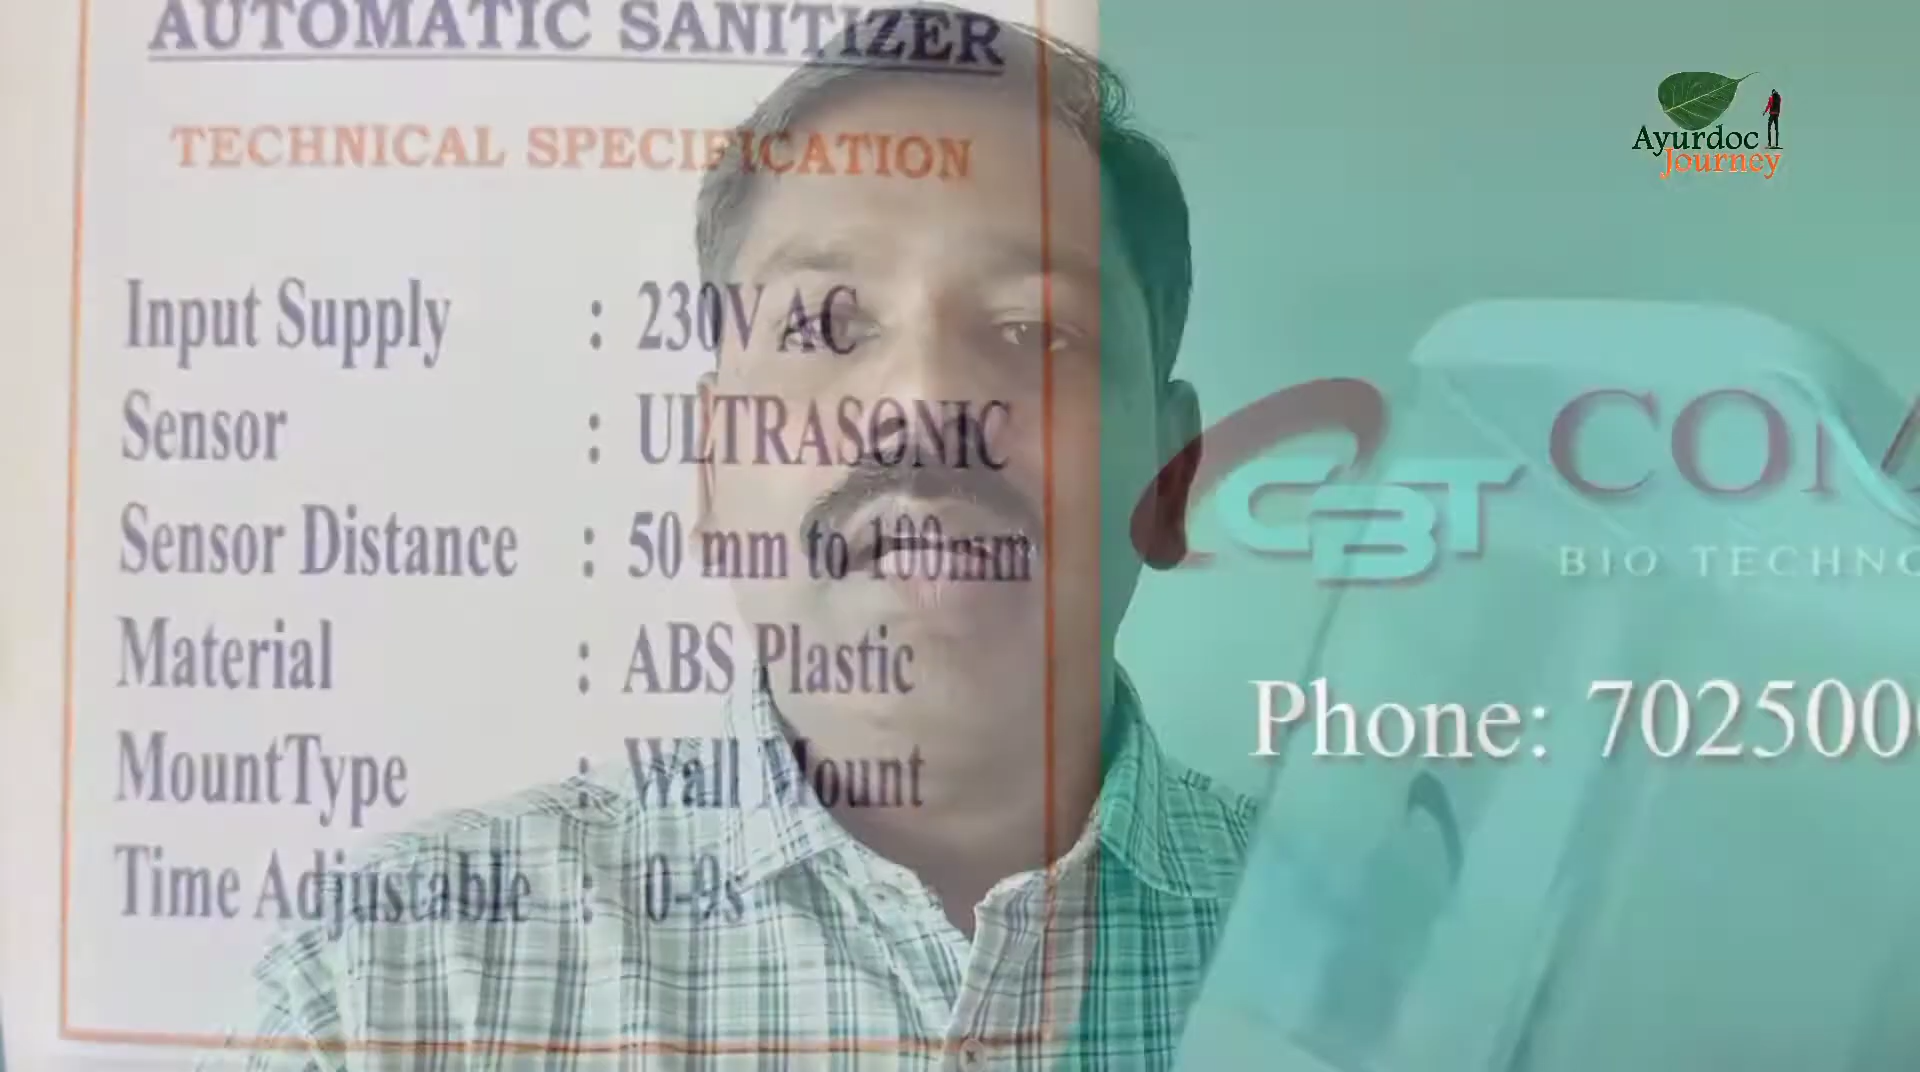 AUTOMATIC SANITIZER
TECHNICAL SPECIFICATION
Input Supply : 230V AC
Sensor : ULTRASONIC
Sensor Distance : 50 mm to 100mm
Material : ABS Plastic
MountType : Wall Mount
Time Adjustable : 0-9s
Ayurdoc
Journey
CBT
BIO
Phone: